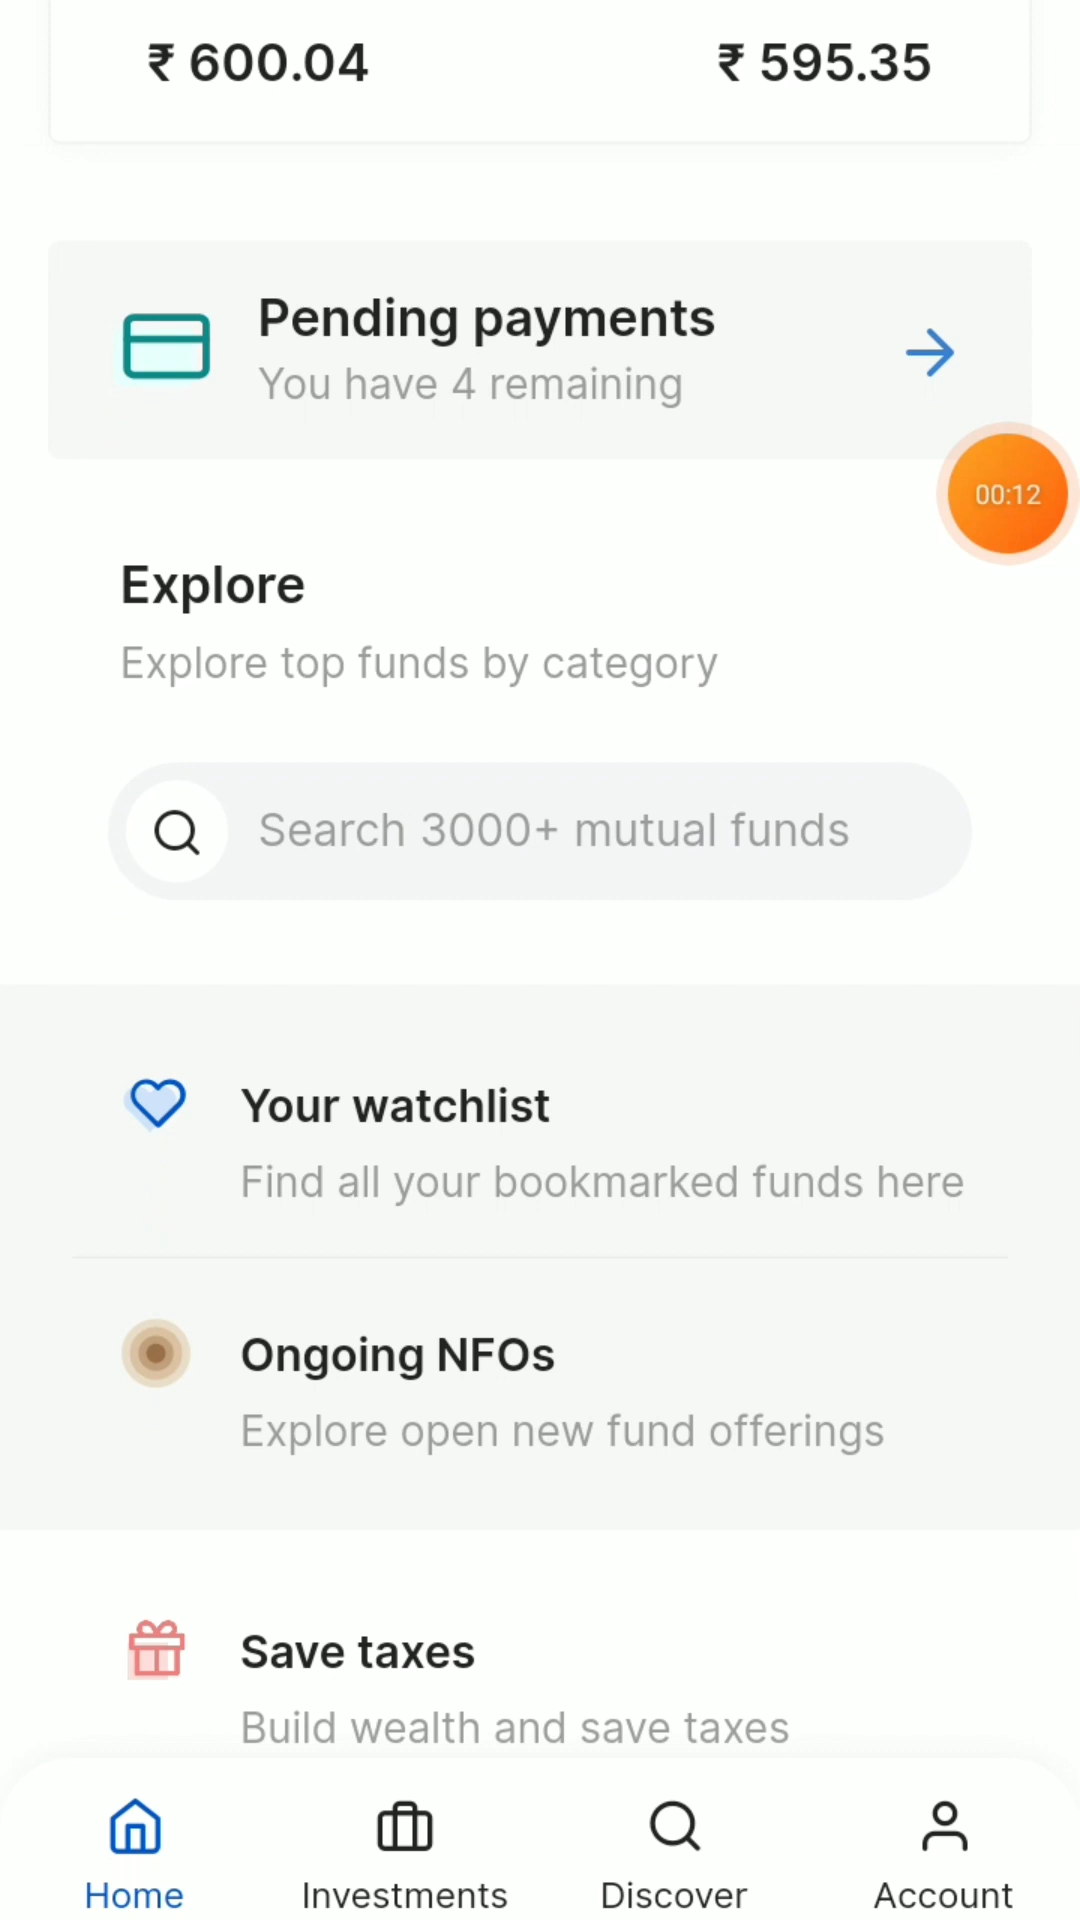 ₹ 600.04 ₹ 595.35
Pending payments
You have 4 remaining
00:12
Explore
Explore top funds by category
Search 3000+ mutual funds
Your watchlist
Find all your bookmarked funds here
Ongoing NFOs
Explore open new fund offerings
Save taxes
Build wealth and save taxes
Home Investments Discover Account